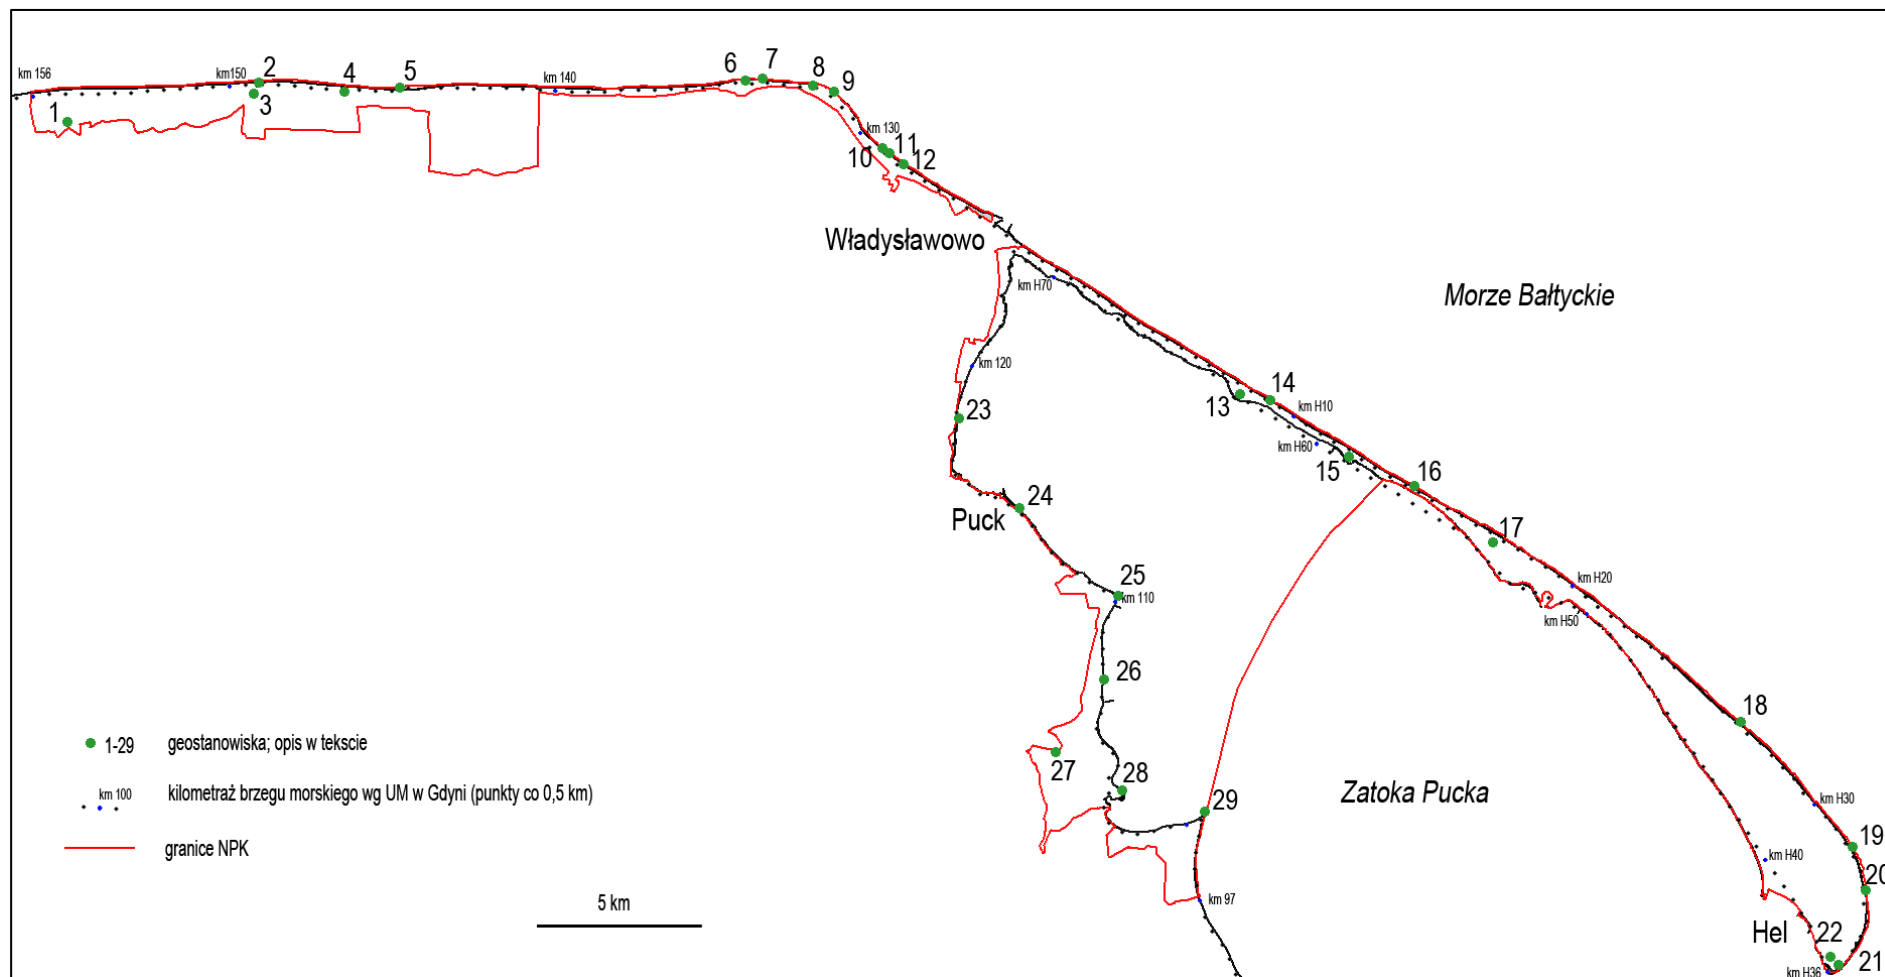 km 156
km150
2
4
5
km 140
6
7
8
9
1
3
km 130
10
11
12
Władysławowo
km H70
Morze Bałtyckie
km 120
13
14
km H10
23
km H60
15
16
24
Puck
17
25
km 110
km H20
km H50
26
18
1-29 geostanowiska; opis w tekscie
27
28
29
Zatoka Pucka
km 100 kilometraż brzegu morskiego wg UM w Gdyni (punkty co 0,5 km)
km H30
granice NPK
19
km H40
20
5 km
km 97
Hel
22
21
km H36